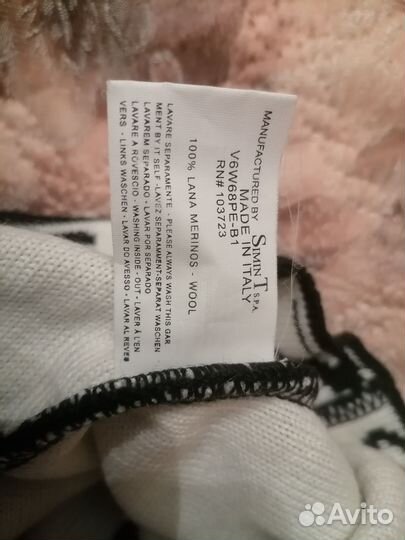 MANUFACTURED BY SIMINT S.P.A.
MADE IN ITALY
V6W68PE-B1
RN# 103723
100% LANA MERINOS - WOOL
LAVARE SEPARAMENTE - PLEASE ALWAYS WASH THIS GAR
MENT BY IT SELF - LAVEZ SEPARAMMENT-SEPARAT WASCHEN -
LAVAREM SEPARADO - LAVAR POR SEPARADO
LAVARE A ROVESCIO - WASHING INSIDE - OUT - LAVER À L'EN
VERS - LINKS WASCHEN - LAVAR DO AVESSO - LAVAR AL REVES
Avito